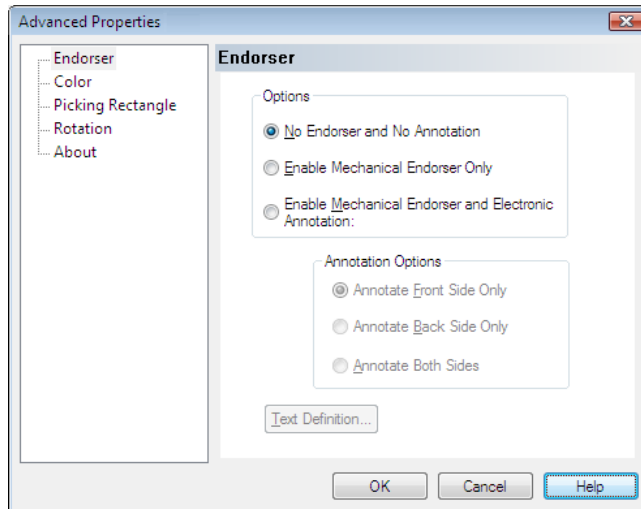 Advanced Properties
Endorser
Color
Picking Rectangle
Rotation
About
Endorser
Options
No Endorser and No Annotation
Enable Mechanical Endorser Only
Enable Mechanical Endorser and Electronic
Annotation:
Annotation Options
Annotate Front Side Only
Annotate Back Side Only
Annotate Both Sides
Text Definition...
OK Cancel Help